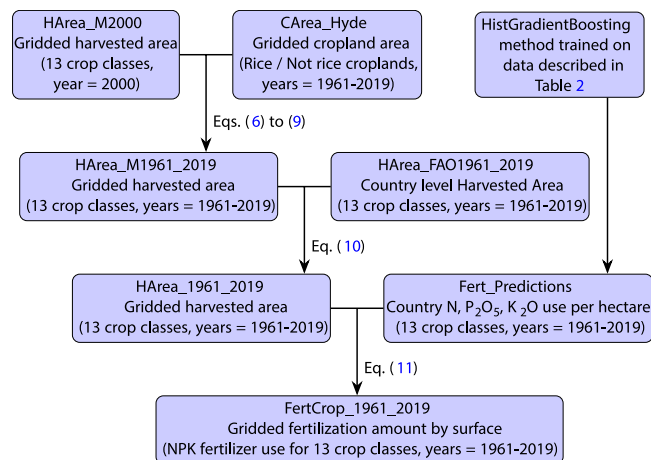 HArea_M2000
Gridded harvested area
(13 crop classes,
year = 2000)
CArea_Hyde
Gridded cropland area
(Rice / Not rice croplands,
years = 1961-2019)
HistGradientBoosting
method trained on
data described in
Table 2
Eqs. (6) to (9)
HArea_M1961_2019
Gridded harvested area
(13 crop classes, years = 1961-2019)
HArea_FAO1961_2019
Country level Harvested Area
(13 crop classes, years = 1961-2019)
Eq. (10)
HArea_1961_2019
Gridded harvested area
(13 crop classes, years = 1961-2019)
Fert_Predictions
Country N, P₂O₅, K₂O use per hectare
(13 crop classes, years = 1961-2019)
Eq. (11)
FertCrop_1961_2019
Gridded fertilization amount by surface
(NPK fertilizer use for 13 crop classes, years = 1961-2019)